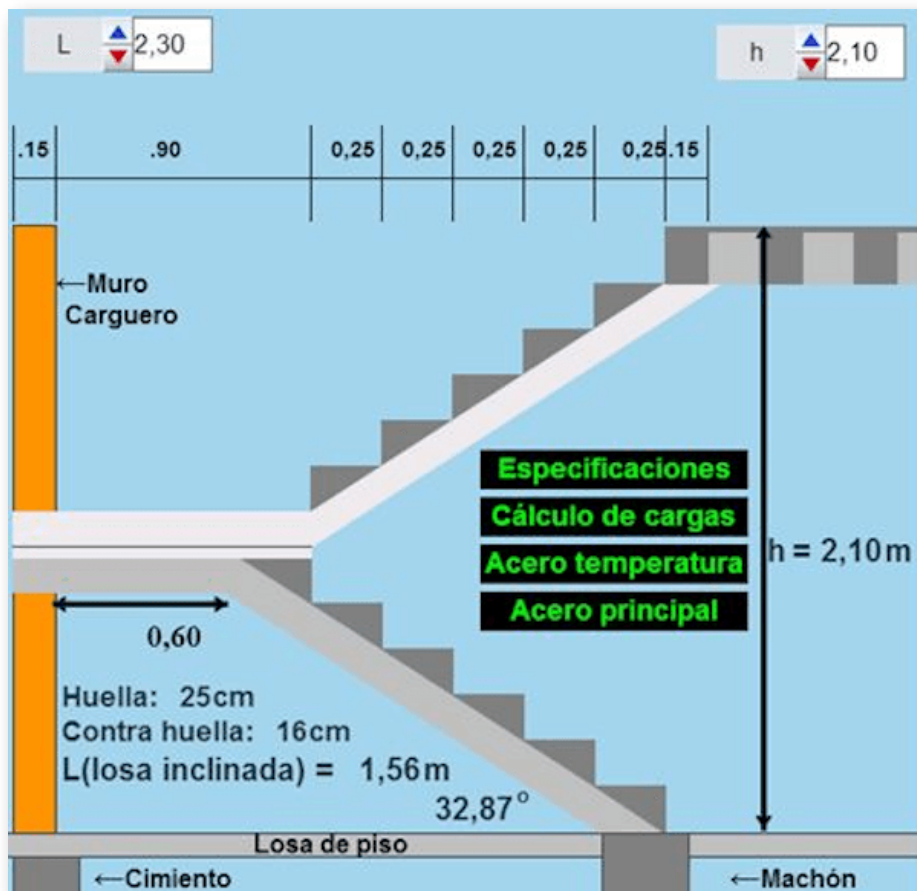 L 2,30
h 2,10
.15 .90 0,25 0,25 0,25 0,25 0,25 .15
←Muro
Carguero
Especificaciones
Cálculo de cargas
Acero temperatura
Acero principal
h = 2,10 m
0,60
Huella: 25cm
Contra huella: 16cm
L(losa inclinada) = 1,56 m
32,87°
Losa de piso
←Cimiento
←Machón